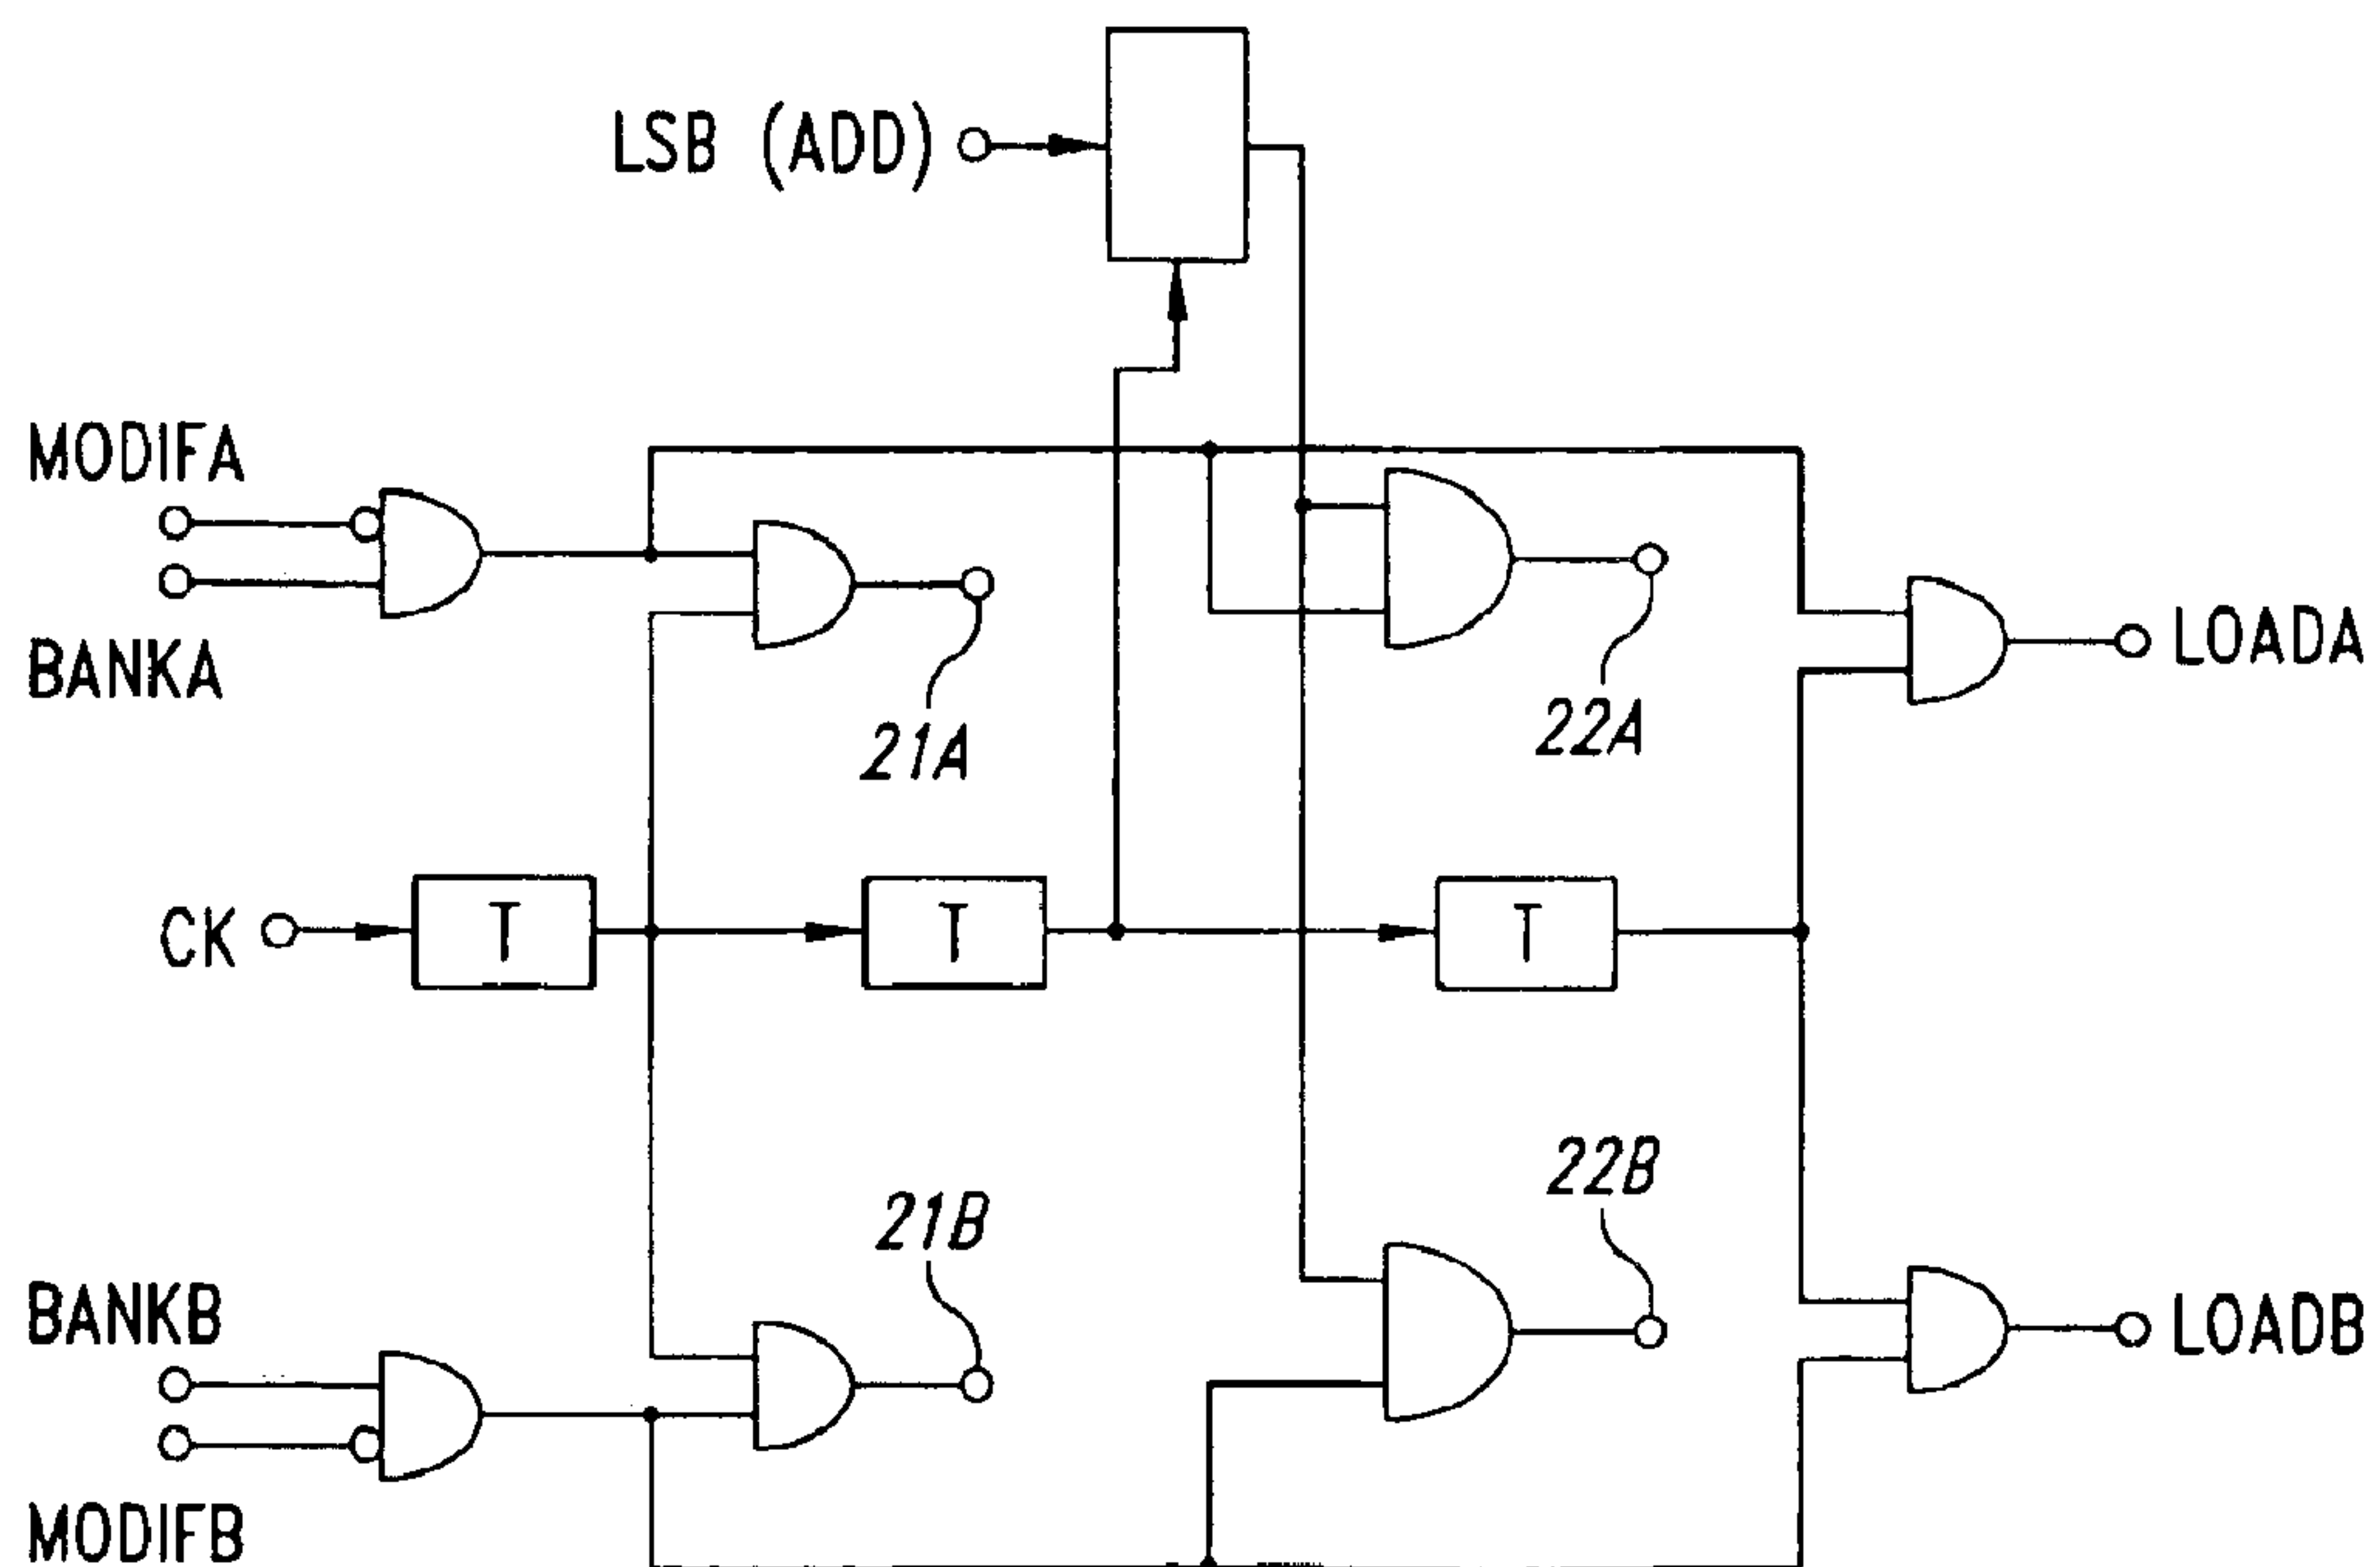 LSB (ADD)
MODIFA
BANKA
21A
22A
LOADA
CK
T
T
T
21B
22B
BANKB
LOADB
MODIFB